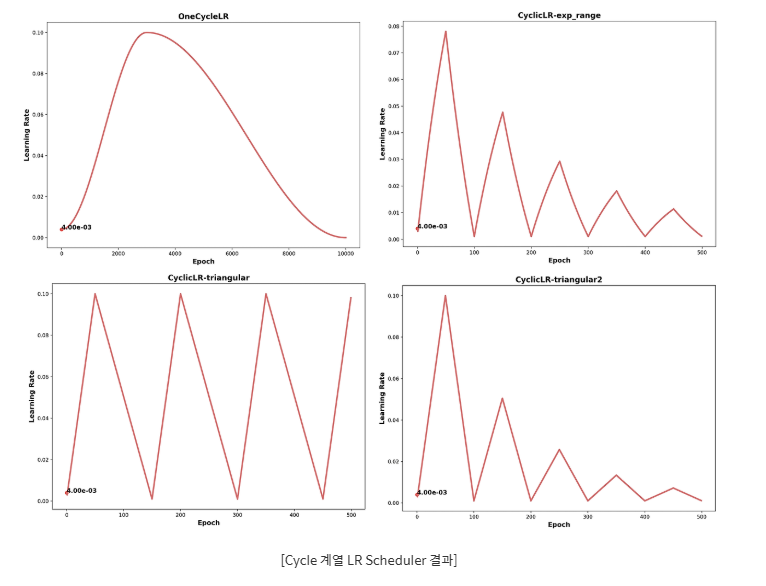 OneCycleLR
0.10
0.08
0.06
0.04
0.02
0.00
Learning Rate
4.00e-03
0 2000 4000 6000 8000 10000
Epoch
CyclicLR-exp_range
0.08
0.07
0.06
0.05
0.04
0.03
0.02
0.01
0.00
Learning Rate
4.00e-03
0 100 200 300 400 500
Epoch
CyclicLR-triangular
0.10
0.08
0.06
0.04
0.02
0.00
Learning Rate
4.00e-03
0 100 200 300 400 500
Epoch
CyclicLR-triangular2
0.10
0.08
0.06
0.04
0.02
0.00
Learning Rate
4.00e-03
0 100 200 300 400 500
Epoch
[Cycle 계열 LR Scheduler 결과]